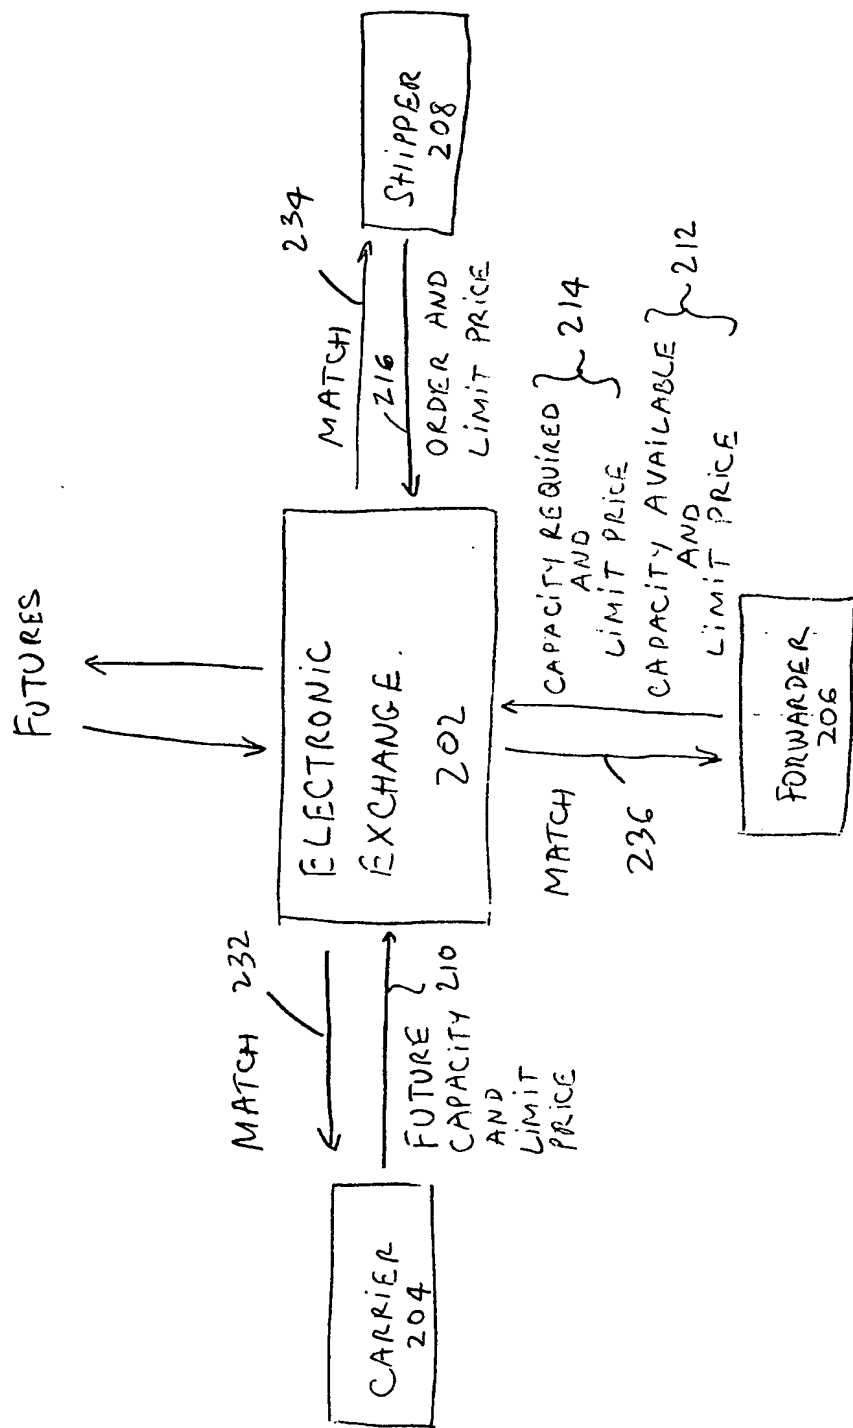 FUTURES
MATCH 232
MATCH
234
216
ELECTRONIC
EXCHANGE.
202
CARRIER
204
SHIPPER
208
FUTURE
CAPACITY
AND
LIMIT
PRICE
210
ORDER AND
LIMIT PRICE
MATCH
236
CAPACITY REQUIRED
AND
LIMIT PRICE
214
CAPACITY AVAILABLE
AND
LIMIT PRICE
212
FORWARDER
206